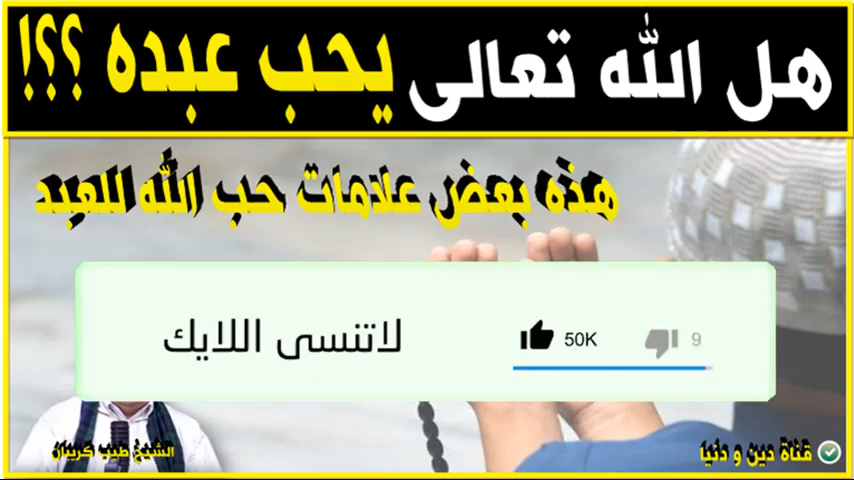 هل الله تعالى يحب عبده ؟؟!
هذه بعض علامات حب الله للعبد
لاتنسى اللايك
50K
9
الشيخ طيب كريبان
قناة دين و دنيا